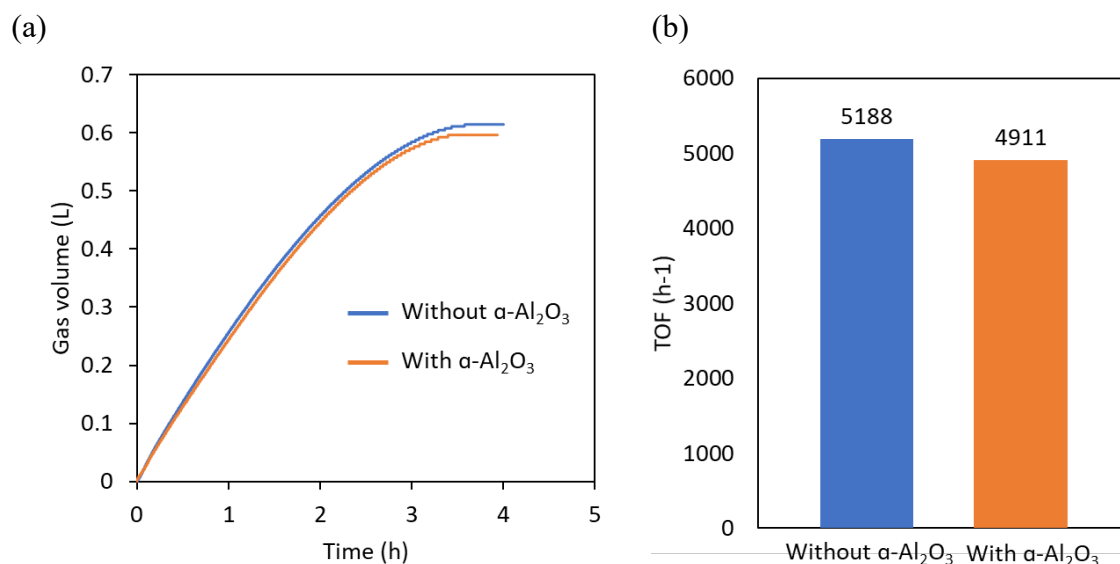 (a)
Gas volume (L)
0.7
0.6
0.5
0.4
0.3
0.2
0.1
0
0 1 2 3 4 5
Time (h)
Without α-Al₂O₃
With α-Al₂O₃
(b)
TOF (h-1)
6000
5000
4000
3000
2000
1000
0
5188
4911
Without α-Al₂O₃
With α-Al₂O₃